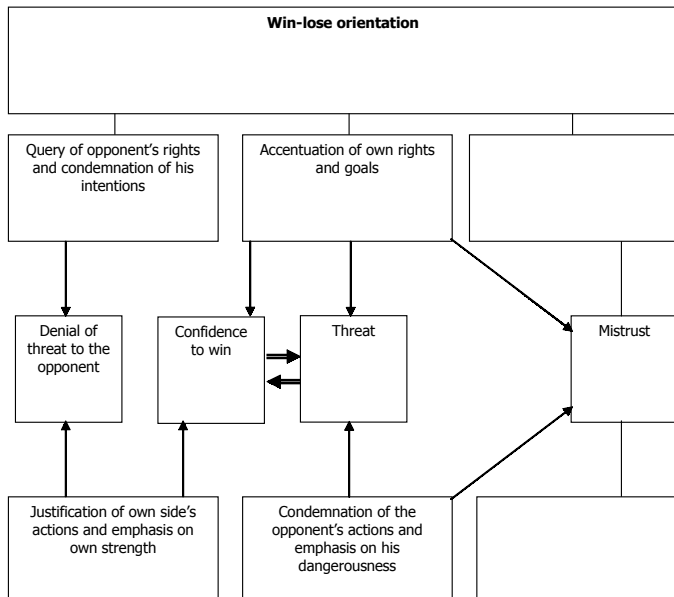 Win-lose orientation
Query of opponent’s rights
and condemnation of his
intentions
Accentuation of own rights
and goals
Denial of
threat to the
opponent
Confidence
to win
Threat
Mistrust
Justification of own side’s
actions and emphasis on
own strength
Condemnation of the
opponent’s actions and
emphasis on his
dangerousness